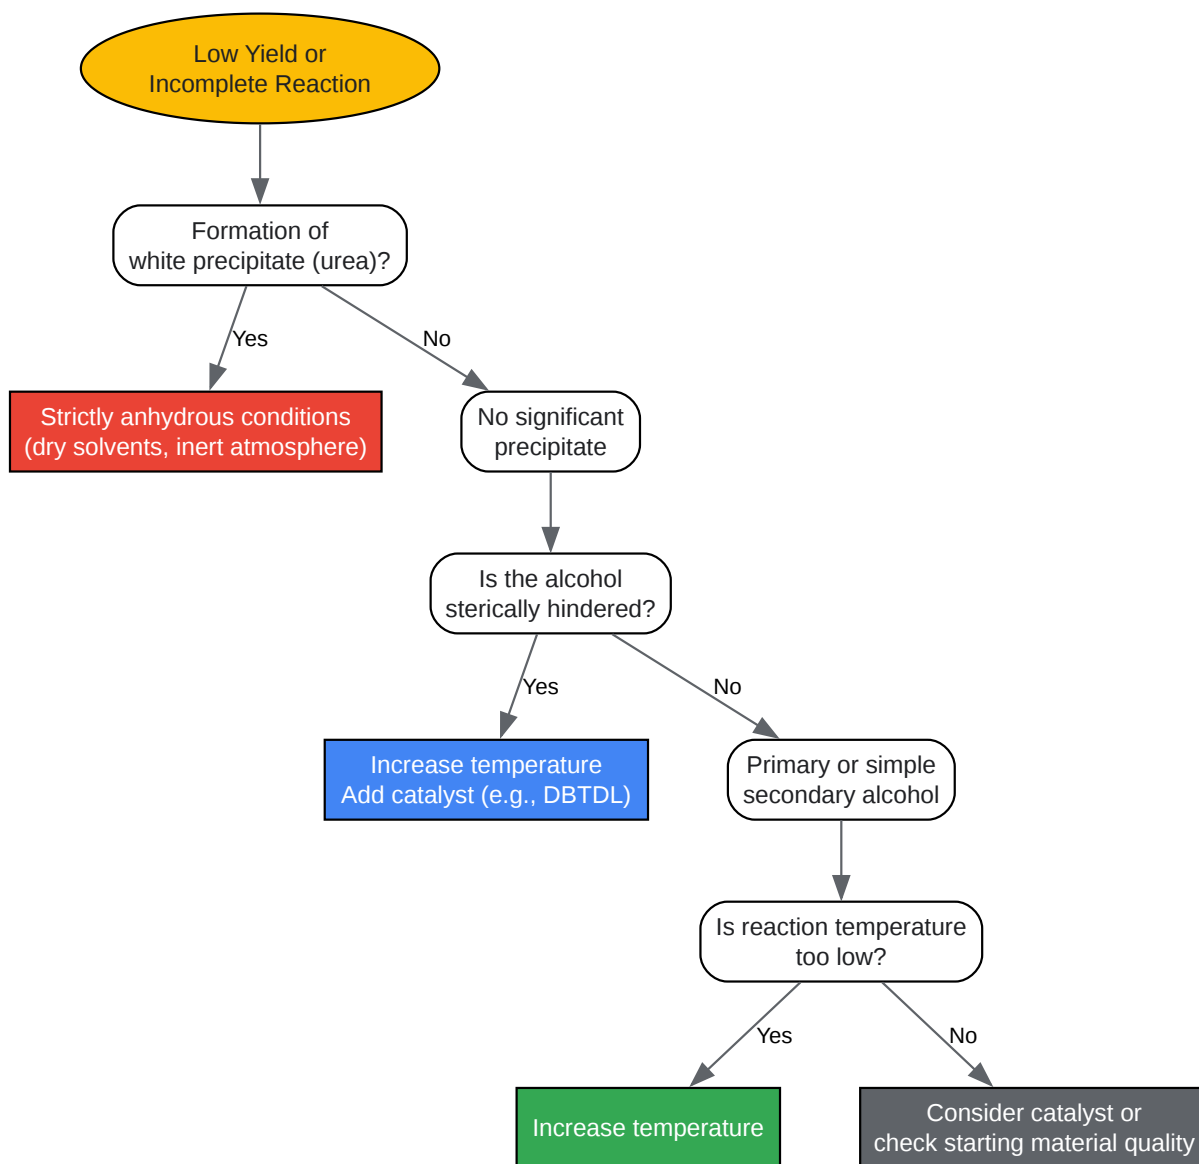 Low Yield or
Incomplete Reaction
Formation of
white precipitate (urea)?
Yes
No
Strictly anhydrous conditions
(dry solvents, inert atmosphere)
No significant
precipitate
Is the alcohol
sterically hindered?
Yes
No
Increase temperature
Add catalyst (e.g., DBTDL)
Primary or simple
secondary alcohol
Is reaction temperature
too low?
Yes
No
Increase temperature
Consider catalyst or
check starting material quality